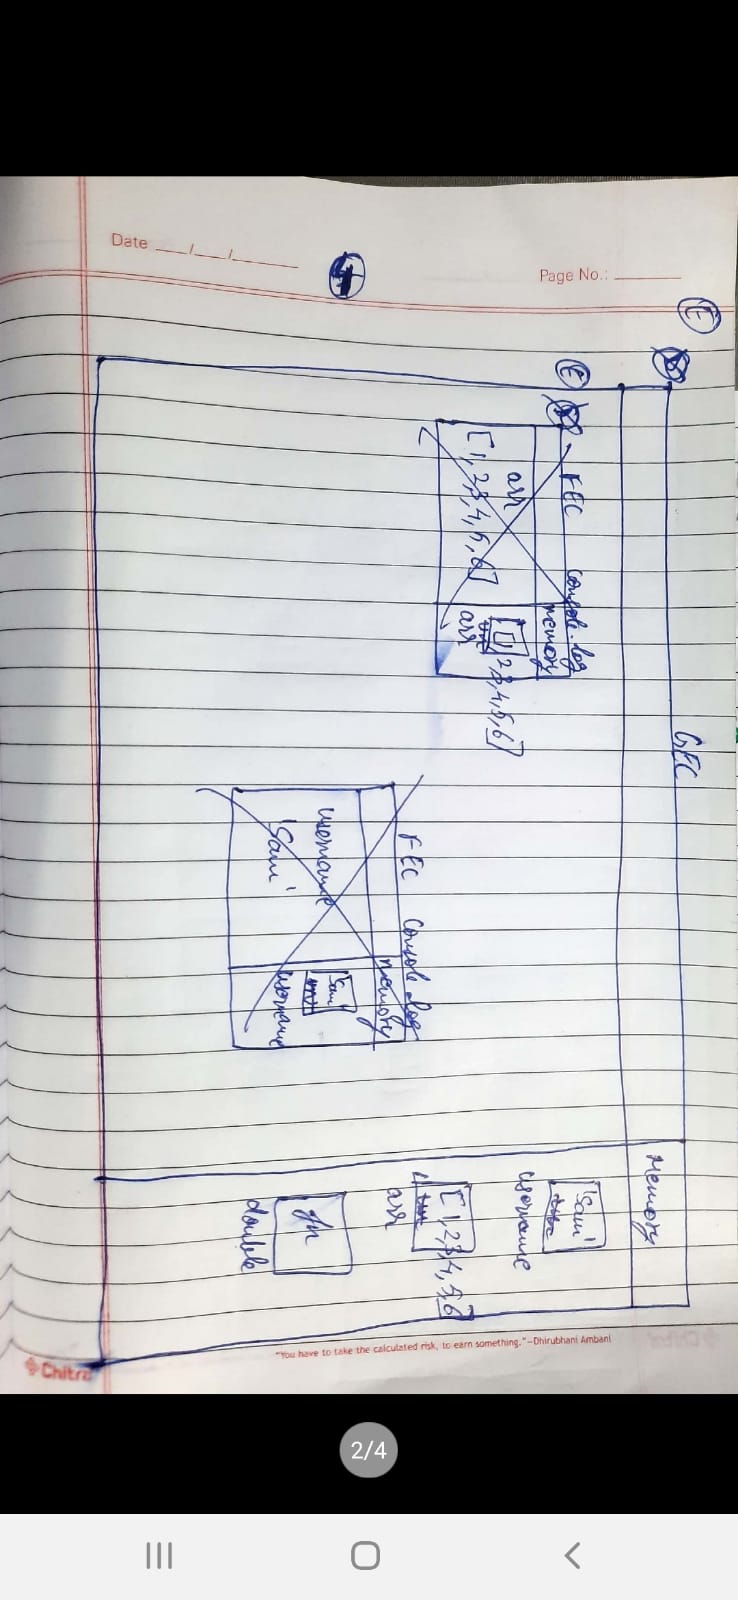 Date
Page No.:
E
GEC
Memory
'Sam'
username
[1,2,3,4,5,6]
arr
fn
double
E
FEC console.log
memory
arr
[1,2,3,4,5,6]
[1,2,3,4,5,6]
arr
FEC console.log
memory
username
'Sam'
'Sam'
username
"You have to take the calculated risk, to earn something."–Dhirubhani Ambani
Chitra
2/4